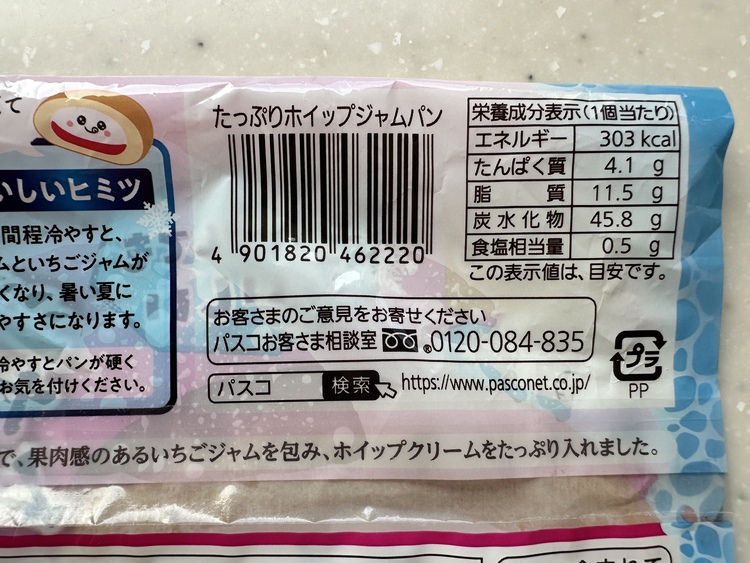 て
いしいヒミツ
間程冷やすと、
ムといちごジャムが
くなり、暑い夏に
やすさになります。
冷やすとパンが硬く
お気を付けください。
たっぷりホイップジャムパン
4 901820 462220
栄養成分表示(1個当たり)
エネルギー 303 kcal
たんぱく質 4.1 g
脂質 11.5 g
炭水化物 45.8 g
食塩相当量 0.5 g
この表示値は、目安です。
お客さまのご意見をお寄せください
パスコお客さま相談室 0120-084-835
パスコ 検索 https://www.pasconet.co.jp/
プラ
PP
で、果肉感のあるいちごジャムを包み、ホイップクリームをたっぷり入れました。